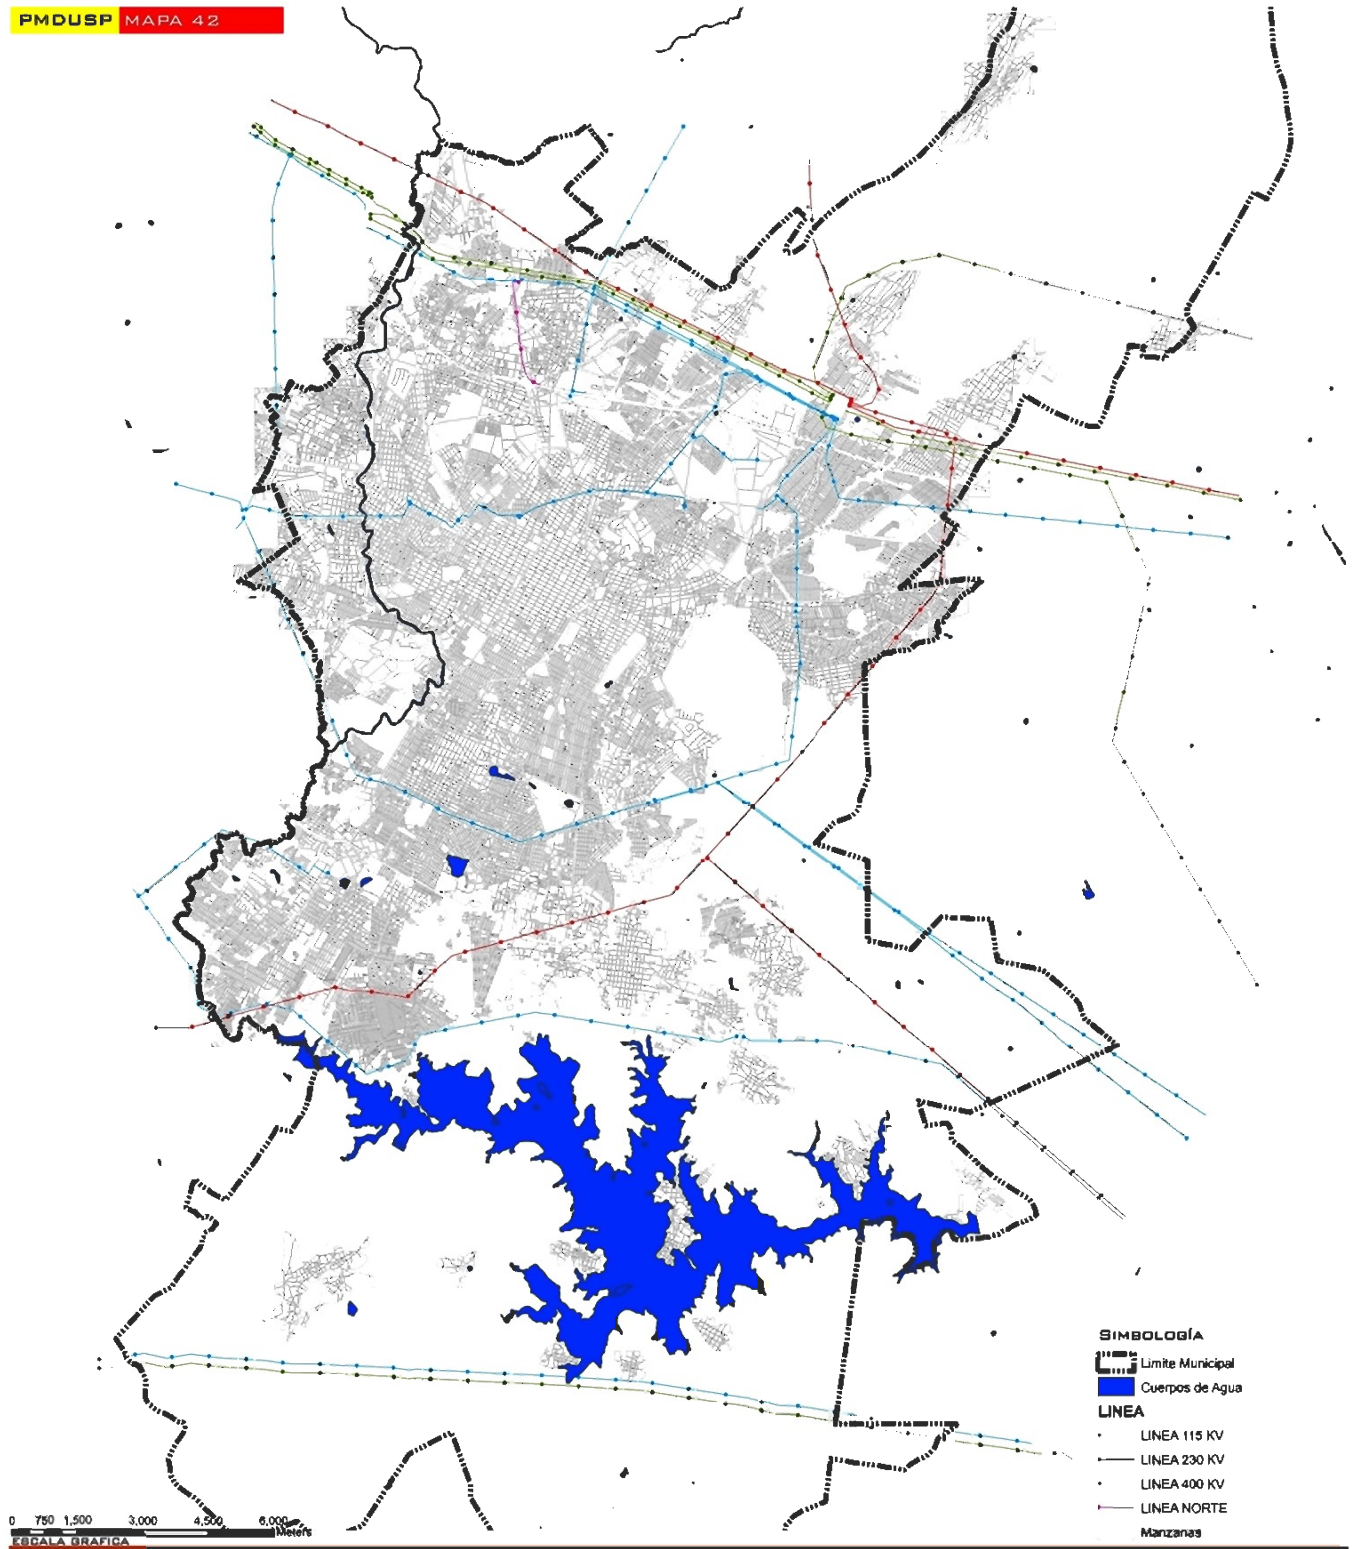 PMDUSP MAPA 42
SIMBOLOGÍA
Limite Municipal
Cuerpos de Agua
LINEA
LINEA 115 KV
LINEA 230 KV
LINEA 400 KV
LINEA NORTE
Manzanas
0 750 1,500 3,000 4,500 6,000
Meters
ESCALA GRAFICA